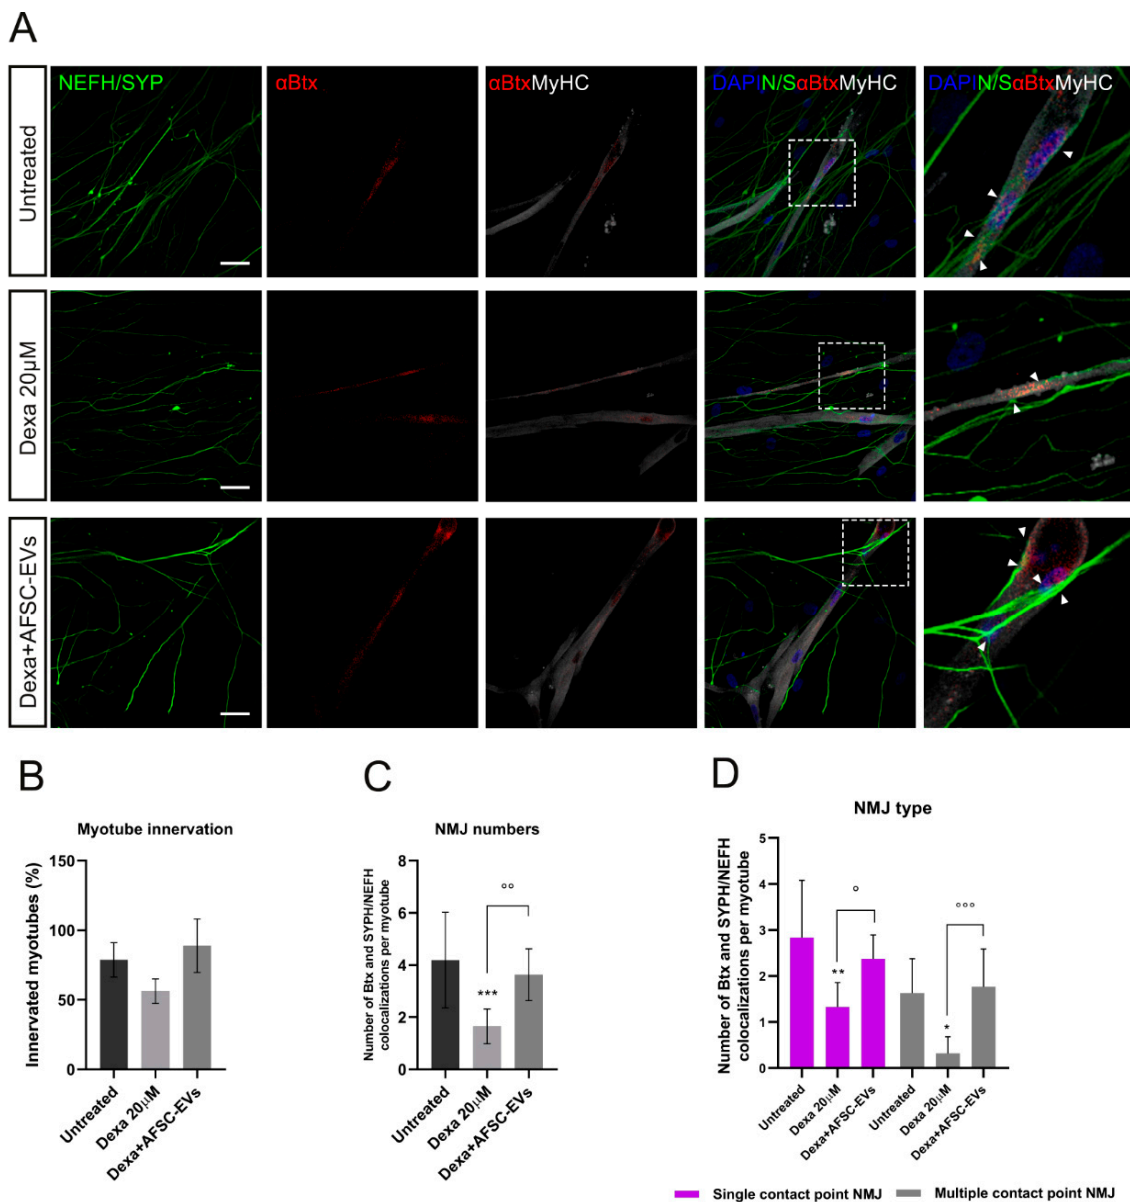 A
NEFH/SYP
αBtx
αBtxMyHC
DAPIN/SαBtxMyHC
DAPIN/SαBtxMyHC
Untreated
Dexa 20µM
Dexa+AFSC-EVs
B
Myotube innervation
Innervated myotubes (%)
150
100
50
0
Untreated
Dexa 20µM
Dexa+AFSC-EVs
C
NMJ numbers
Number of Btx and SYPH/NEFH
colocalizations per myotube
8
6
4
2
0
°°
***
Untreated
Dexa 20µM
Dexa+AFSC-EVs
D
NMJ type
Number of Btx and SYPH/NEFH
colocalizations per myotube
5
4
3
2
1
0
°
**
°°°
*
Untreated
Dexa 20µM
Dexa+AFSC-EVs
Untreated
Dexa 20µM
Dexa+AFSC-EVs
Single contact point NMJ
Multiple contact point NMJ